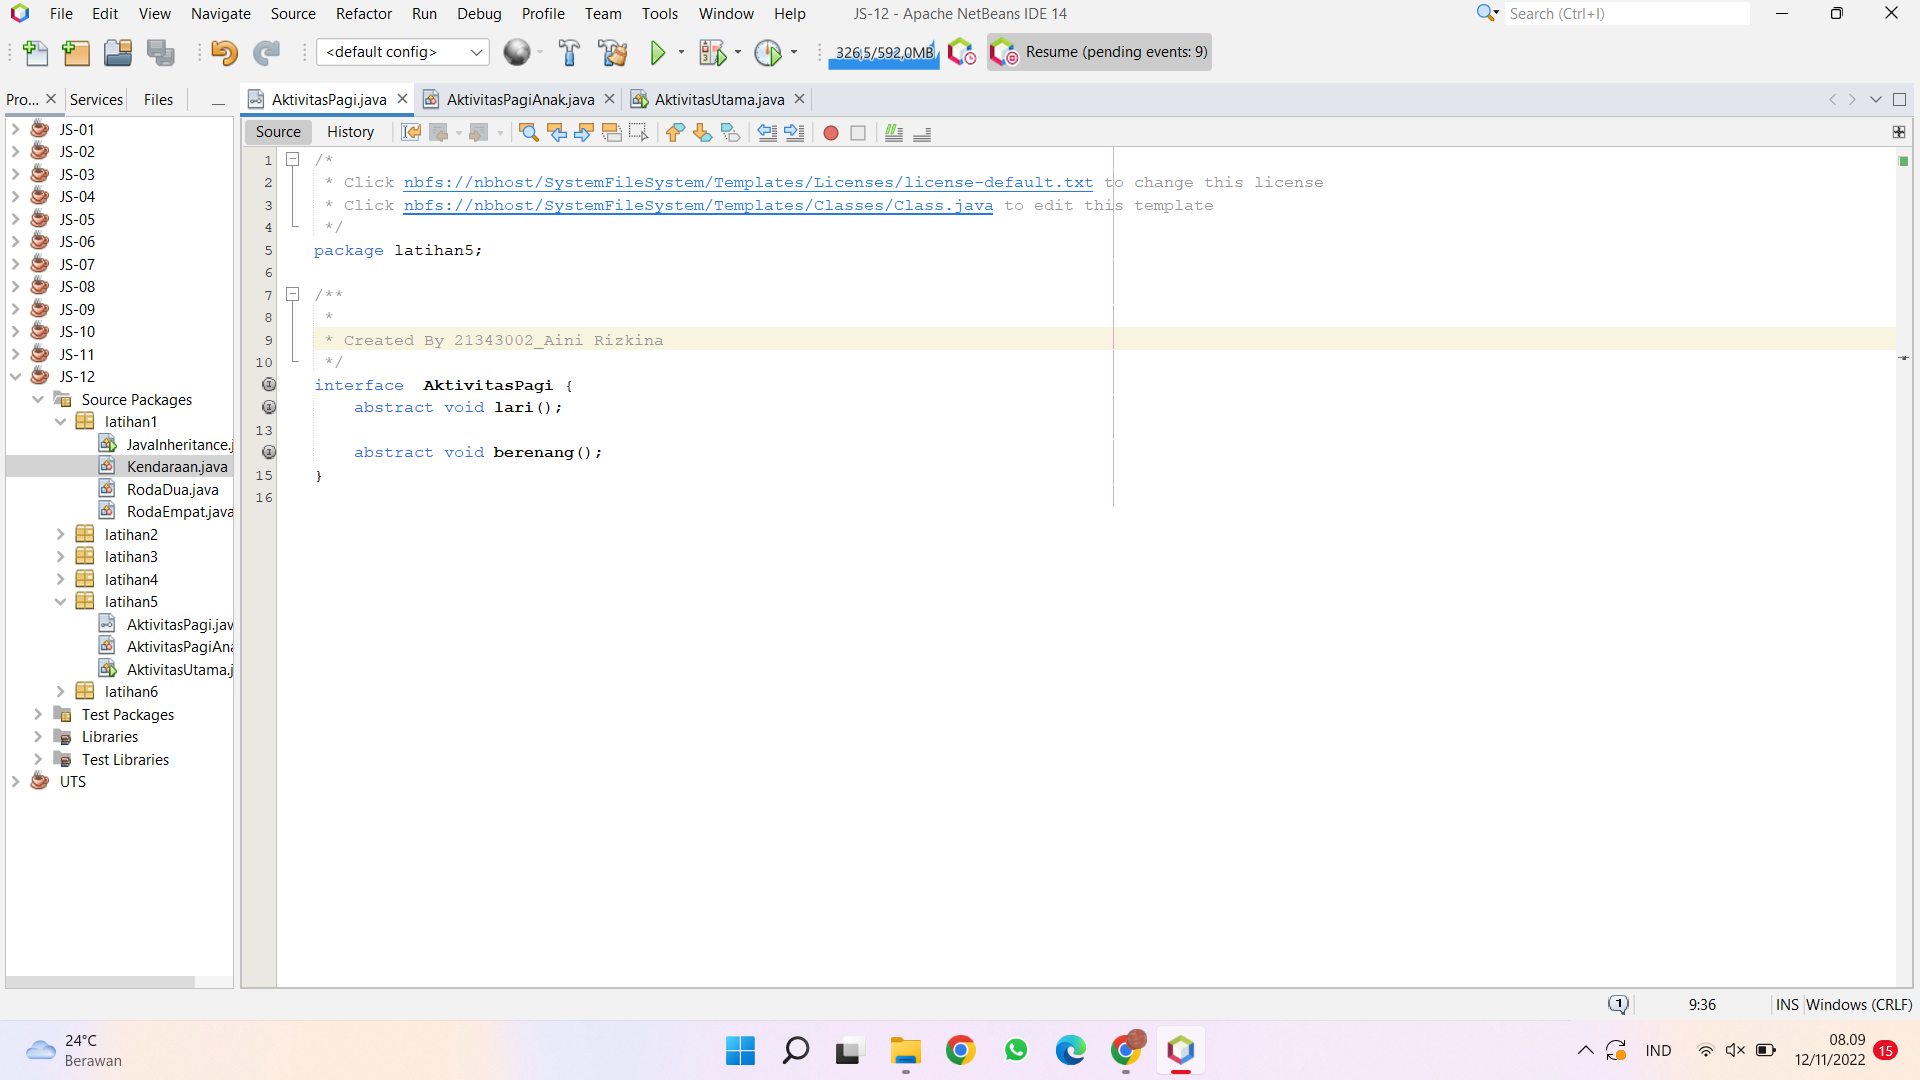 File Edit View Navigate Source Refactor Run Debug Profile Team Tools Window Help JS-12 - Apache NetBeans IDE 14 Search (Ctrl+I)
<default config> 326,5/592,0MB Resume (pending events: 9)
Pro... Services Files AktivitasPagi.java AktivitasPagiAnak.java AktivitasUtama.java
Source History
JS-01
JS-02
JS-03
JS-04
JS-05
JS-06
JS-07
JS-08
JS-09
JS-10
JS-11
JS-12
Source Packages
latihan1
JavaInheritance.j
Kendaraan.java
RodaDua.java
RodaEmpat.java
latihan2
latihan3
latihan4
latihan5
AktivitasPagi.jav
AktivitasPagiAna
AktivitasUtama.j
latihan6
Test Packages
Libraries
Test Libraries
UTS
1 /*
2 * Click nbfs://nbhost/SystemFileSystem/Templates/Licenses/license-default.txt to change this license
3 * Click nbfs://nbhost/SystemFileSystem/Templates/Classes/Class.java to edit this template
4 */
5 package latihan5;
6
7 /**
8 *
9 * Created By 21343002_Aini Rizkina
10 */
interface  AktivitasPagi {
abstract void lari();
13
abstract void berenang();
15 }
16
1 9:36 INS Windows (CRLF)
24°C
Berawan
IND
08.09
12/11/2022
15